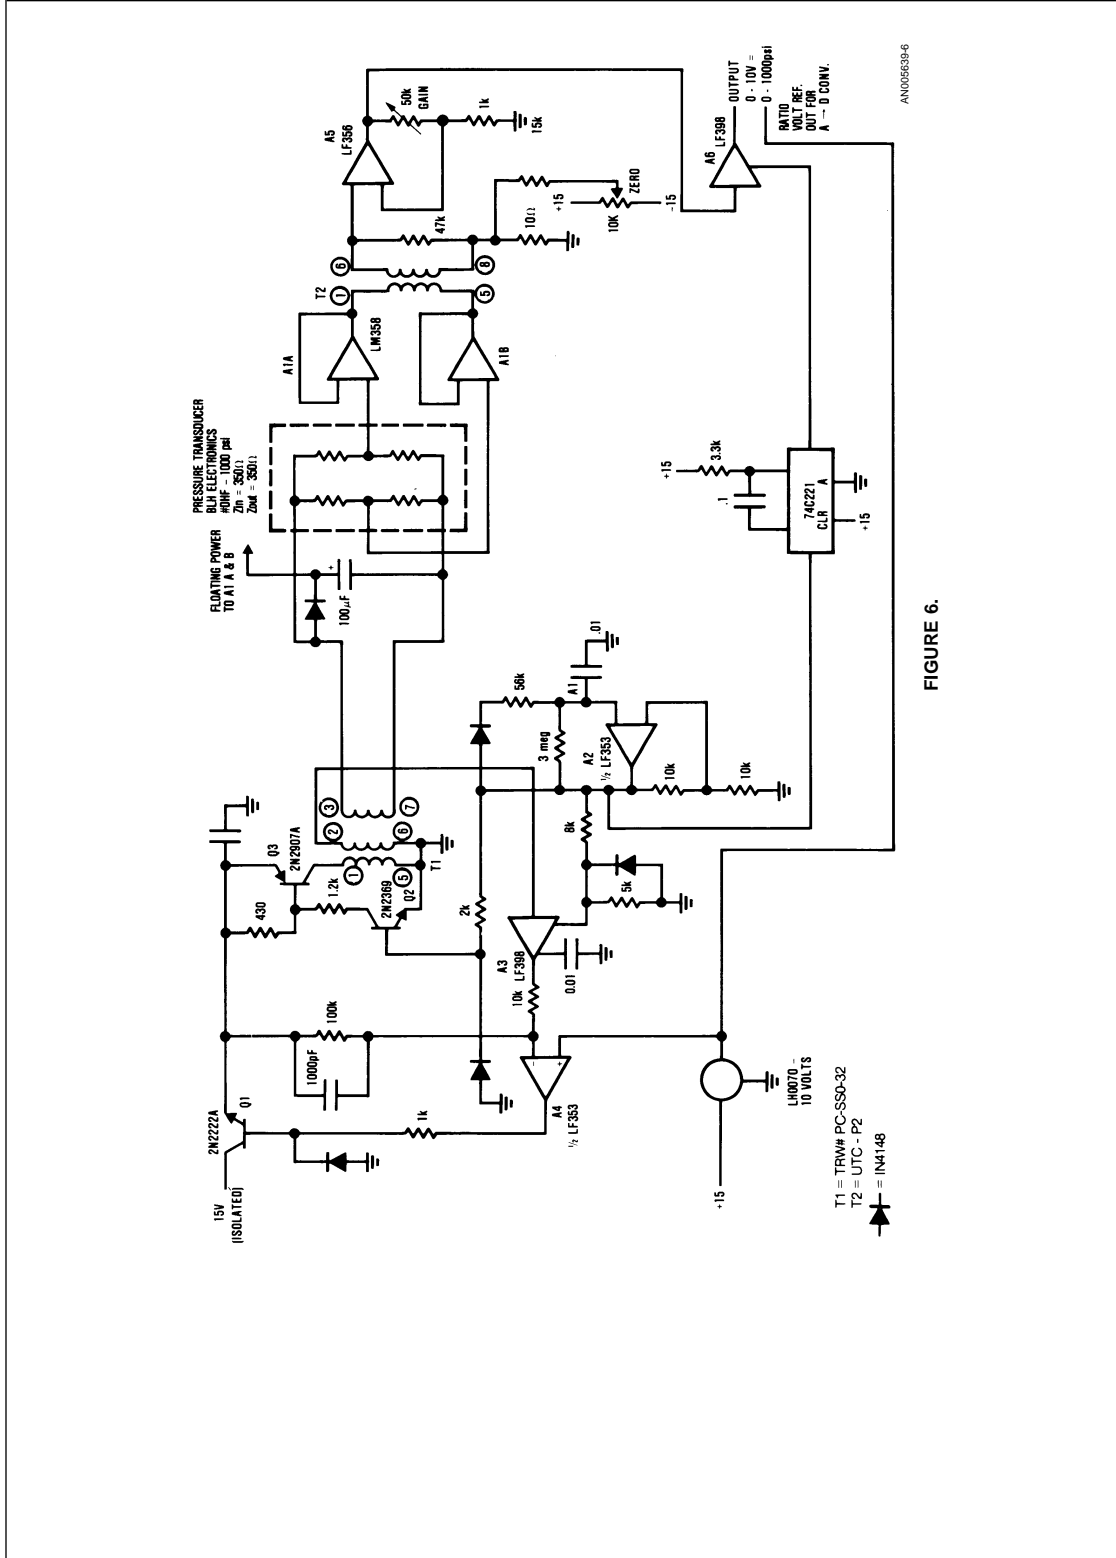 15V
(ISOLATED)
2N2222A
Q1
1k
1000pF
100k
430
1.2k
Q3
2N2907A
2N2369
Q2
1
5
2
6
3
7
T1
FLOATING POWER
TO A1 A & B
100µF
+
PRESSURE TRANSDUCER
BLH ELECTRONICS
#DHF - 1000 psi
Zin = 350Ω
Zout = 350Ω
A1A
LM358
A1B
T2
1
5
6
8
47k
A5
LF356
50k
GAIN
1k
15k
10Ω
+15
10K
ZERO
-15
A4
½ LF353
-
+
10k
A3
LF398
0.01
2k
8k
5k
56k
3 meg
A1
.01
A2
½ LF353
10k
10k
+15
3.3k
.1
74C221
CLR
A
+15
A6
LF398
OUTPUT
0 - 10V =
0 - 1000psi
RATIO
VOLT REF.
OUT FOR
A → D CONV.
+15
LH0070 -
10 VOLTS
T1 = TRW# PC-SS0-32
T2 = UTC - P2
= IN4148
AN005639-6
FIGURE 6.